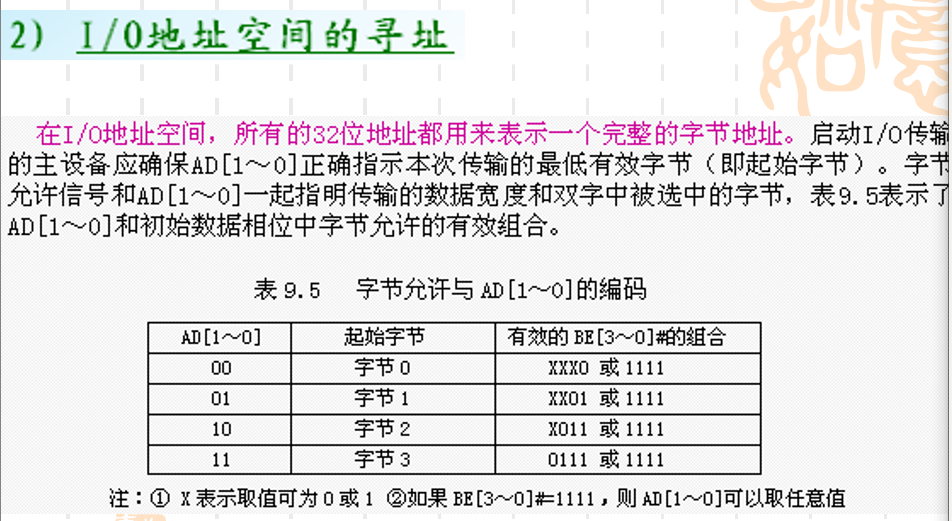 2) I/O地址空间的寻址
在I/O地址空间，所有的32位地址都用来表示一个完整的字节地址。启动I/O传输
的主设备应确保AD[1～0]正确指示本次传输的最低有效字节（即起始字节）。字节
允许信号和AD[1～0]一起指明传输的数据宽度和双字中被选中的字节，表9.5表示了
AD[1～0]和初始数据相位中字节允许的有效组合。
表 9.5 字节允许与 AD[1～0]的编码
AD[1～0] 起始字节 有效的 BE[3～0]#的组合
00 字节 0 XXX0 或 1111
01 字节 1 XX01 或 1111
10 字节 2 X011 或 1111
11 字节 3 0111 或 1111
注：① X 表示取值可为 0 或 1 ②如果 BE[3～0]#=1111，则 AD[1～0]可以取任意值